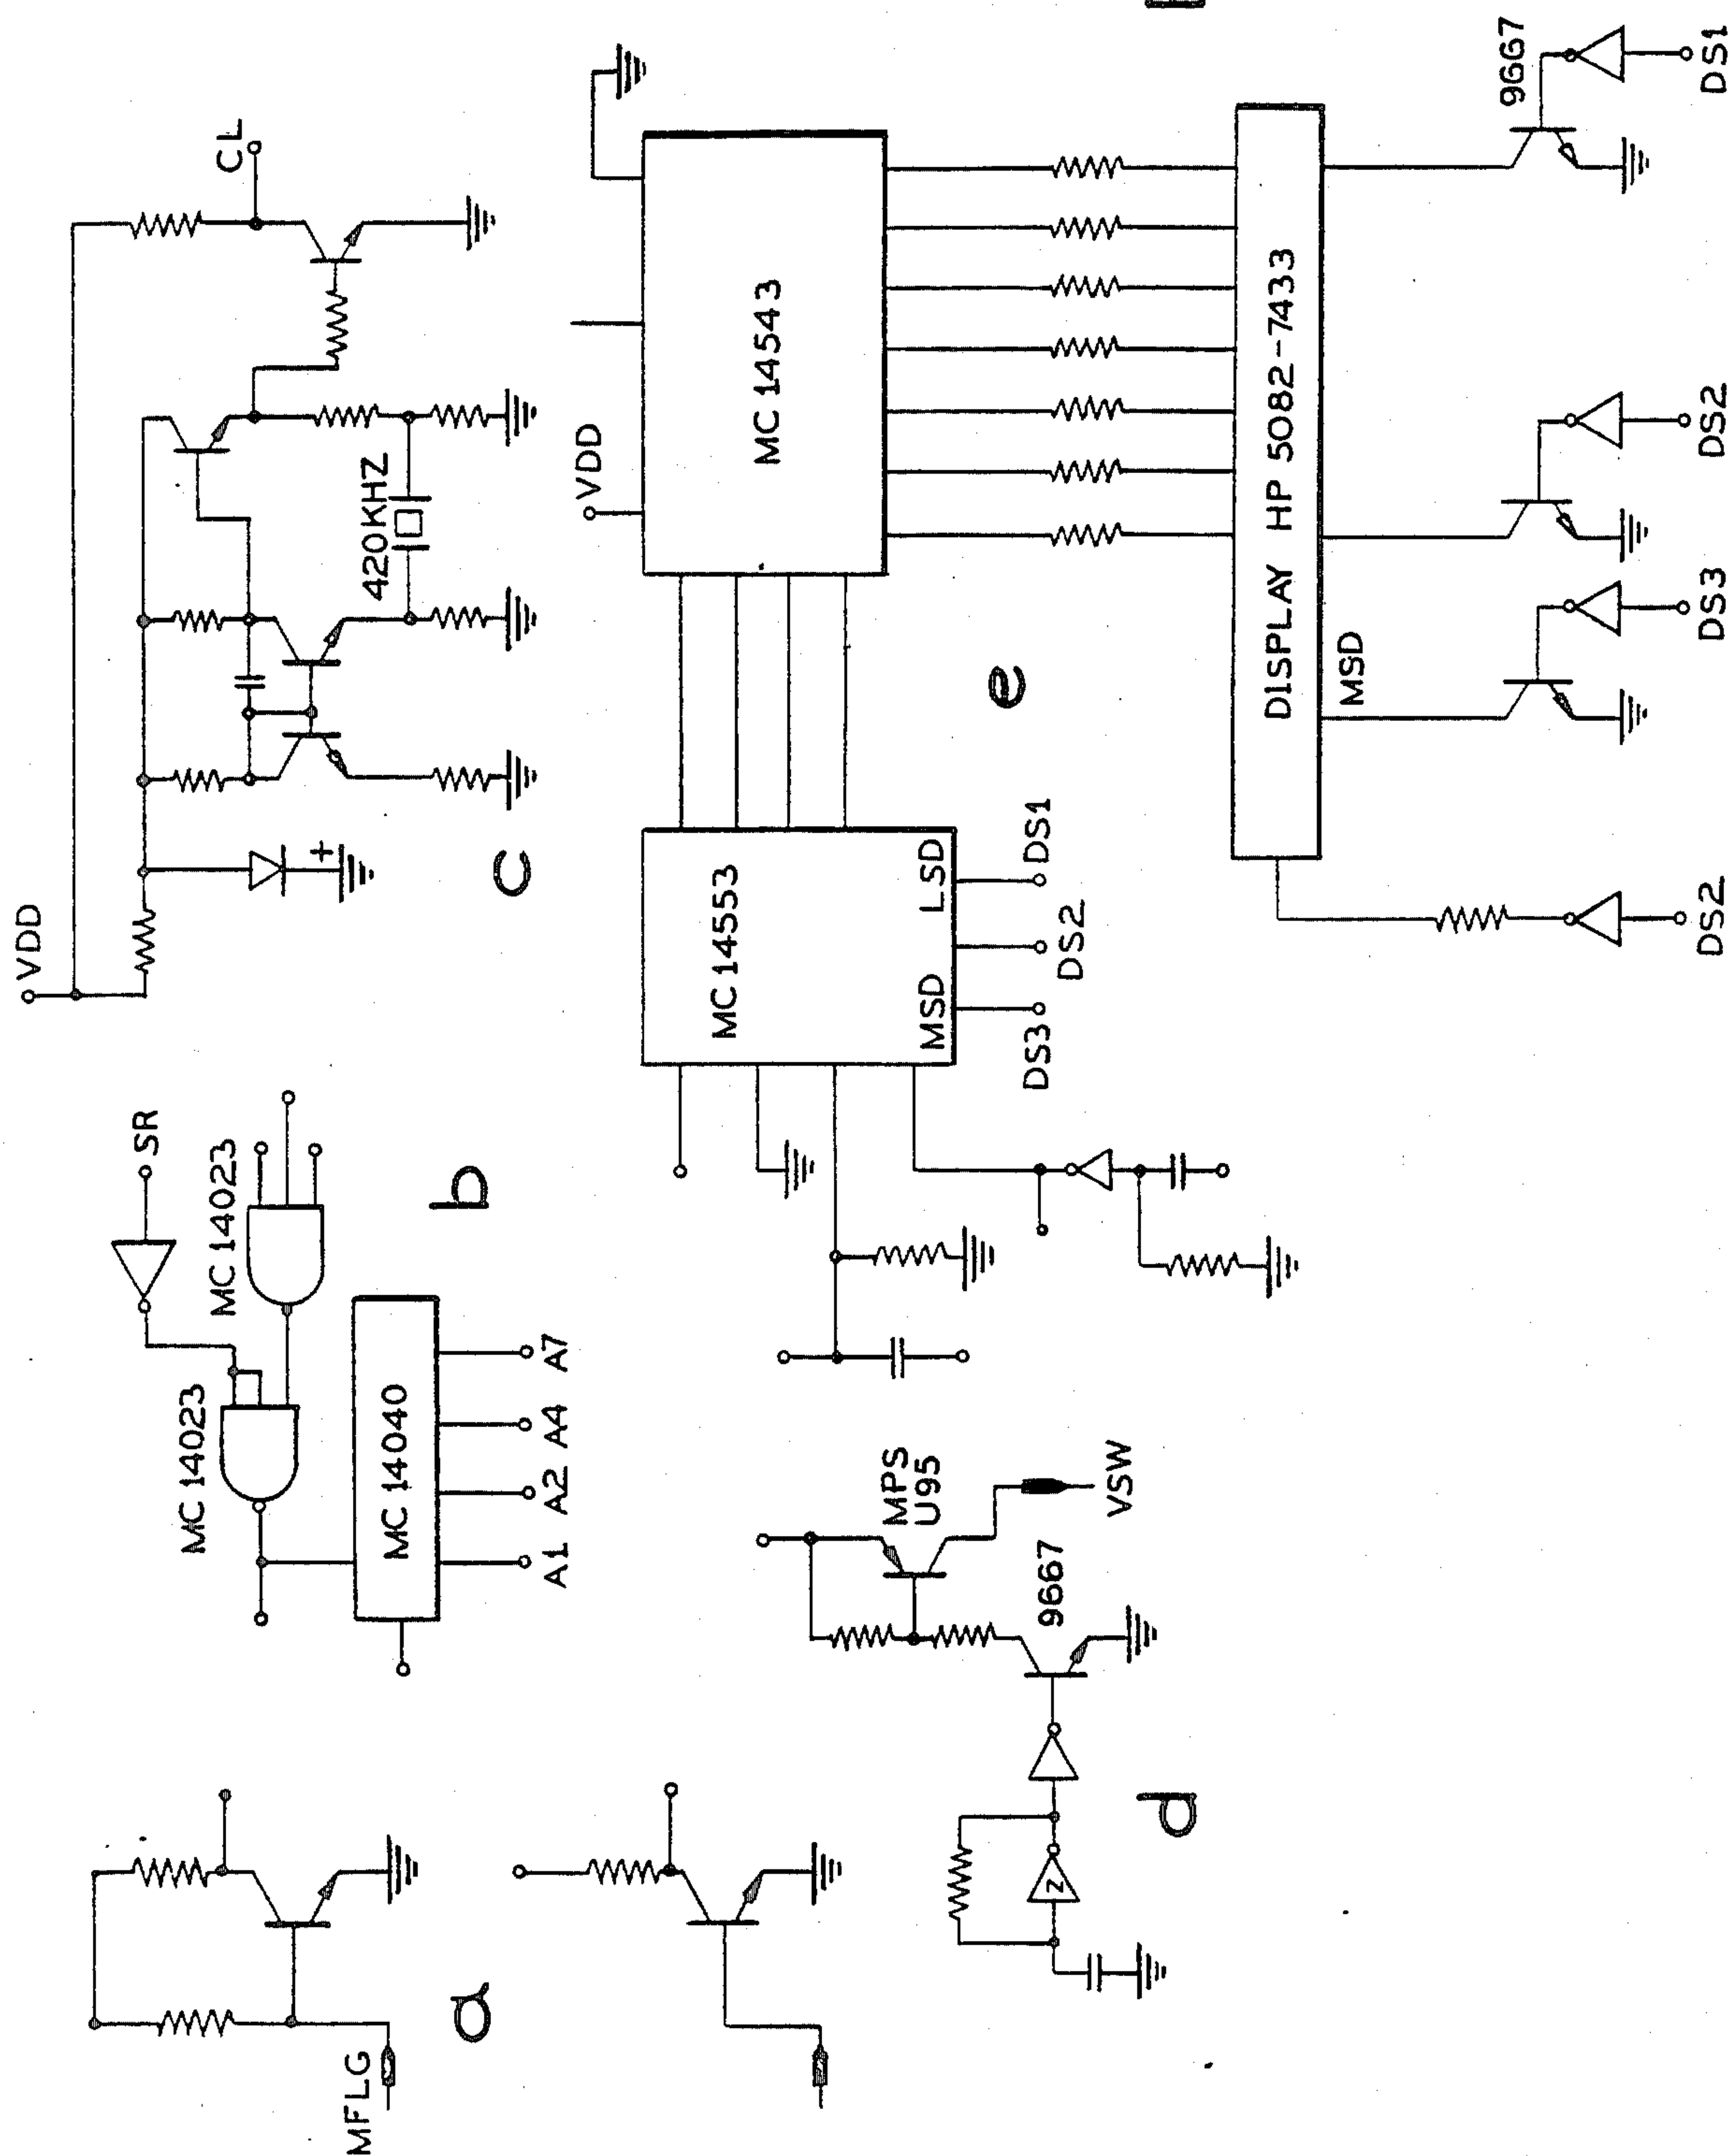 MFLG
a
MC 14023
MC 14023
SR
MC 14040
A1
A2
A4
A7
b
VDD
CL
420KHZ
c
MPS
U95
9667
VSW
d
MC 14553
MSD
LSD
DS3
DS2
DS1
VDD
MC 14543
e
DISPLAY HP 5082-7433
MSD
9667
DS2
DS3
DS2
DS1